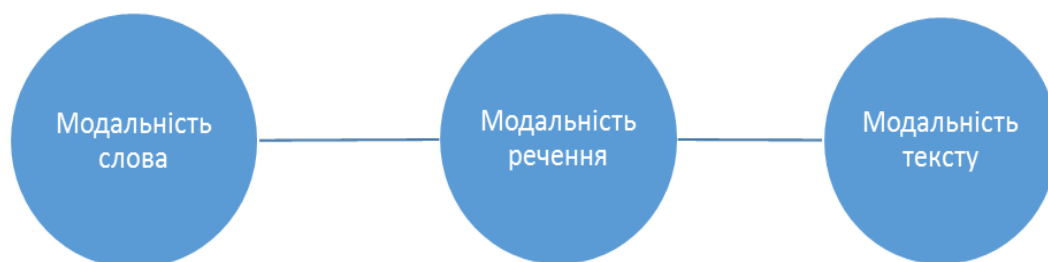 Модальність
слова
Модальність
речення
Модальність
тексту